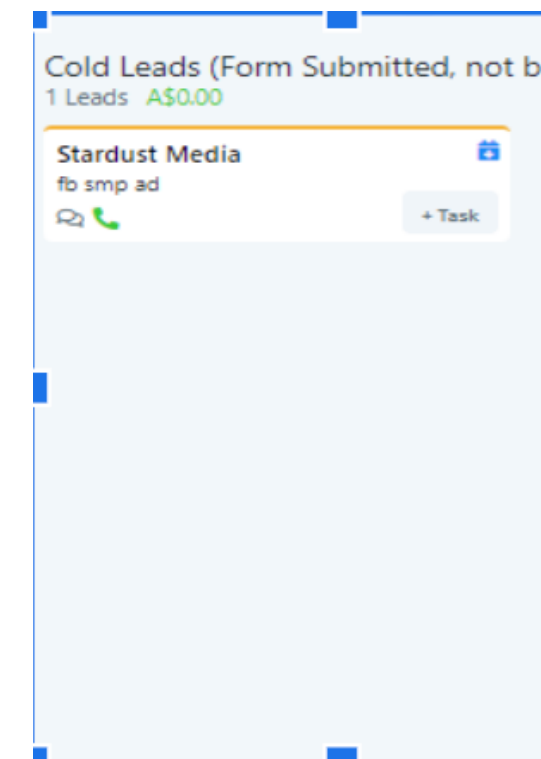 Cold Leads (Form Submitted, not b
1 Leads A$0.00
Stardust Media
fb smp ad
+ Task